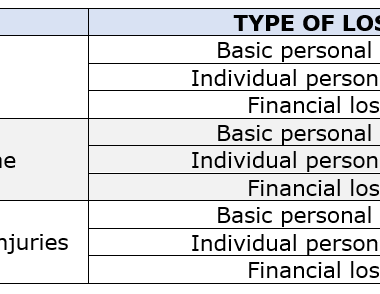 TYPE OF LOS
Basic personal
Individual person
Financial los
Basic personal
ne
Individual person
Financial los
Basic personal
njuries
Individual person
Financial los